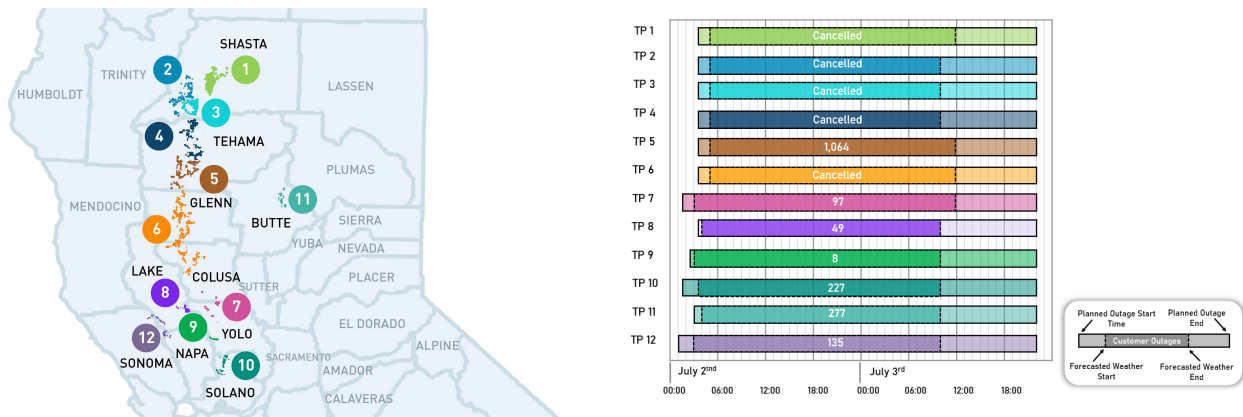 SHASTA
2
TRINITY
1
HUMBOLDT
LASSEN
3
4
TEHAMA
PLUMAS
5
11
MENDOCINO
GLENN
BUTTE
SIERRA
6
YUBA
NEVADA
LAKE
COLUSA
PLACER
SUTTER
8
7
EL DORADO
9
YOLO
12
NAPA
SONOMA
SACRAMENTO
ALPINE
10
AMADOR
SOLANO
CALAVERAS
TP 1 Cancelled
TP 2 Cancelled
TP 3 Cancelled
TP 4 Cancelled
TP 5 1,064
TP 6 Cancelled
TP 7 97
TP 8 49
TP 9 8
TP 10 227
TP 11 277
TP 12 135
July 2nd July 3rd
00:00 06:00 12:00 18:00 00:00 06:00 12:00 18:00
Planned Outage Start
Time
Planned Outage
End
Customer Outages
Forecasted Weather
Start
Forecasted Weather
End